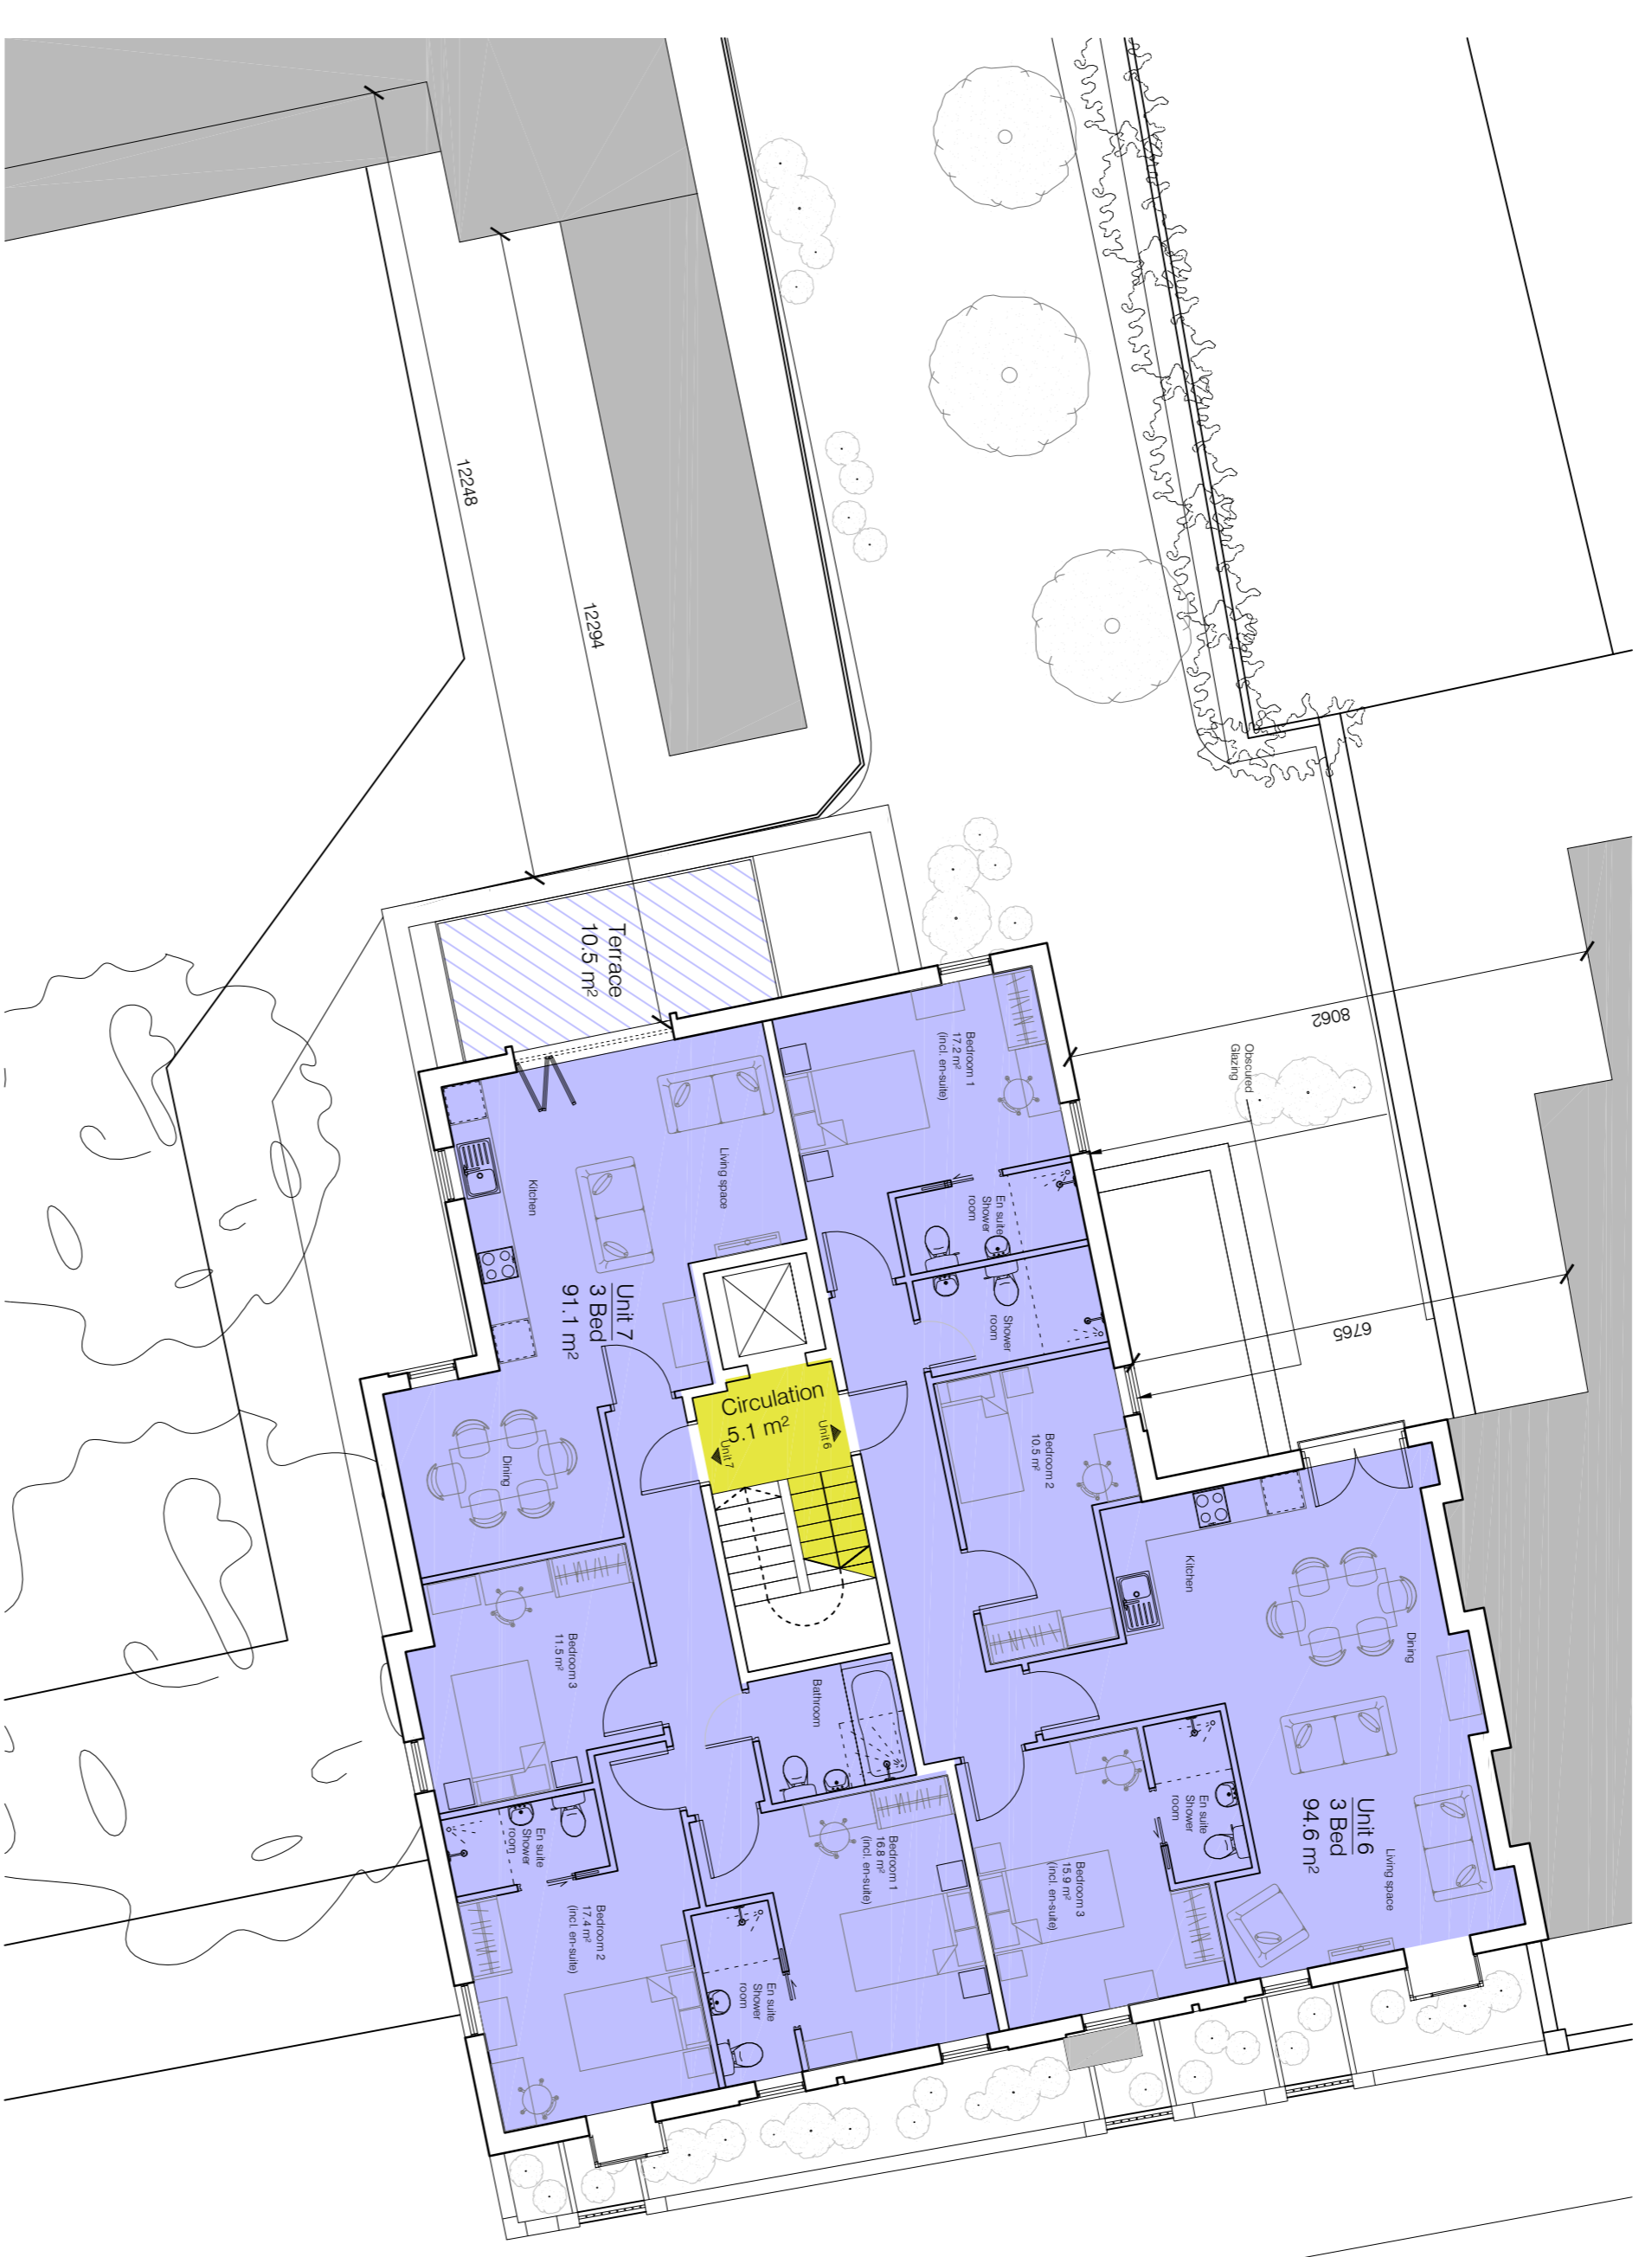 12248
12294
Terrace
10.5 m²
8062
Obscured
Glazing
6765
Bedroom 1
17.2 m²
(incl. en-suite)
En suite
Shower
room
Shower
room
Living space
Kitchen
Unit 7
3 Bed
91.1 m²
Circulation
5.1 m²
Unit 6
Unit 7
Dining
Bedroom 2
10.5 m²
Kitchen
Dining
Bedroom 3
11.5 m²
Bathroom
En suite
Shower
room
Unit 6
3 Bed
94.6 m²
Living space
Bedroom 3
15.9 m²
(incl. en-suite)
Bedroom 1
16.8 m²
(incl. en-suite)
En suite
Shower
room
Bedroom 2
17.4 m²
(incl. en-suite)
En suite
Shower
room